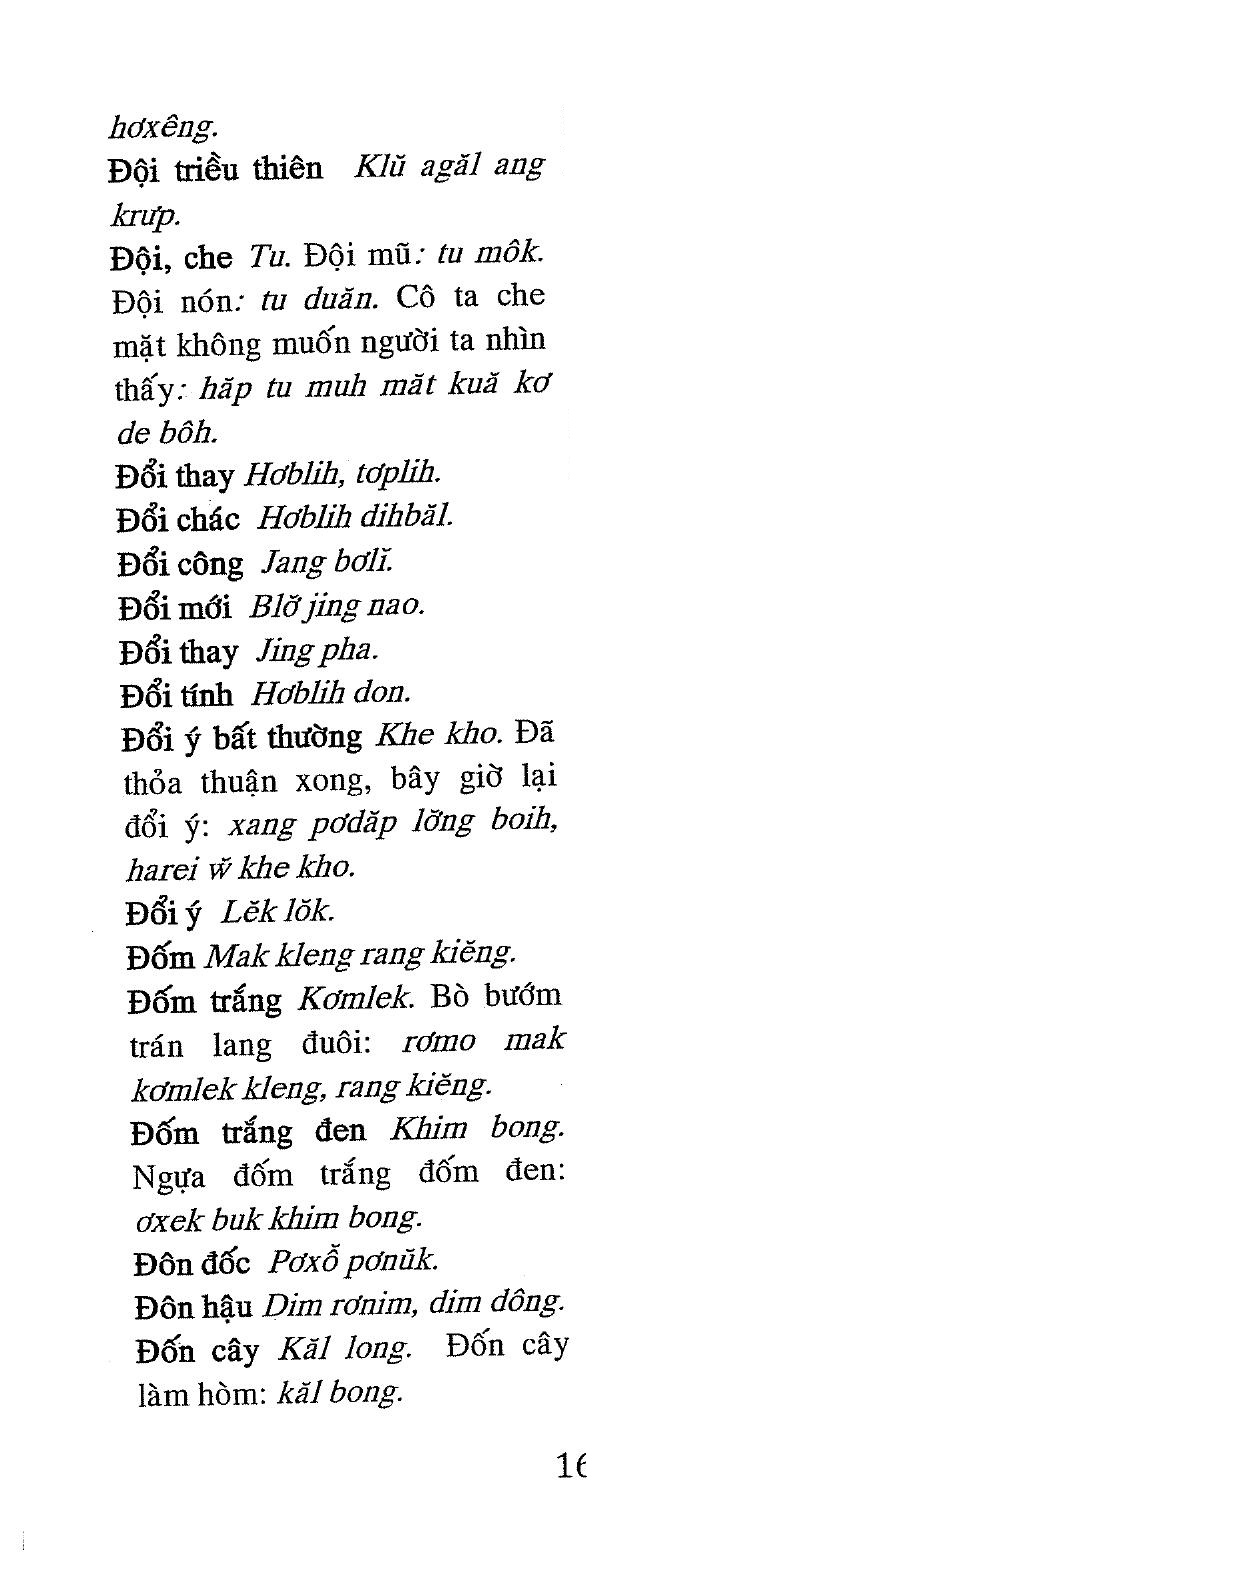 hơxêng.
Đội triều thiên Klŭ agăl ang
krưp.
Đội, che Tu. Đội mũ: tu môk.
Đội nón: tu duăn. Cô ta che
mặt không muốn người ta nhìn
thấy: hăp tu muh măt kuă kơ
de bôh.
Đổi thay Hơblih, tơplih.
Đổi chác Hơblih dihbăl.
Đổi công Jang bơlĭ.
Đổi mới Blơ̆ jing nao.
Đổi thay Jing pha.
Đổi tính Hơblih don.
Đổi ý bất thường Khe kho. Đã
thỏa thuận xong, bây giờ lại
đổi ý: xang pơdăp lơ̆ng boih,
harei w̆ khe kho.
Đổi ý Lĕk lŏk.
Đốm Mak kleng rang kiĕng.
Đốm trắng Kơmlek. Bò bướm
trán lang đuôi: rơmo mak
kơmlek kleng, rang kiĕng.
Đốm trắng đen Khim bong.
Ngựa đốm trắng đốm đen:
ơxek buk khim bong.
Đôn đốc Pơxô̆ pơnŭk.
Đôn hậu Dim rơnim, dim dông.
Đốn cây Kăl long. Đốn cây
làm hòm: kăl bong.
16